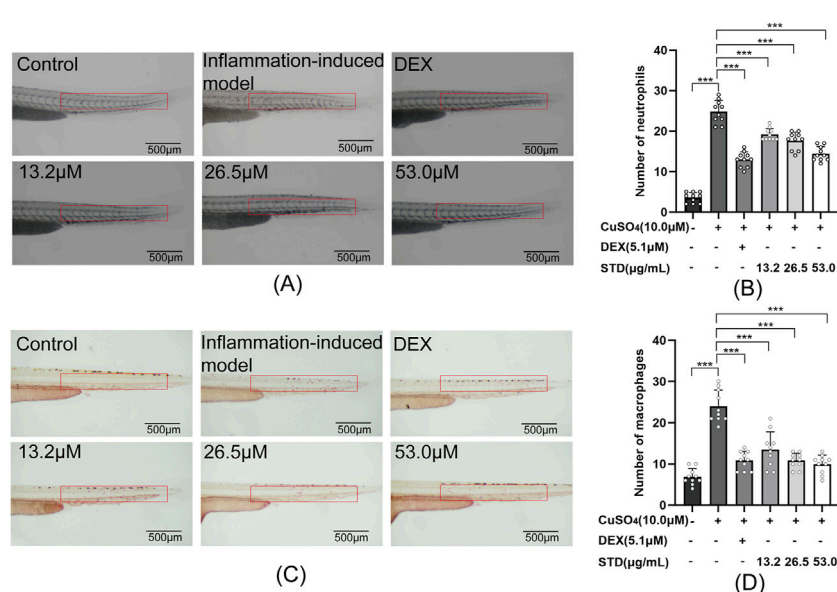 Control
Inflammation-induced
model
DEX
500μm
500μm
500μm
13.2μM
26.5μM
53.0μM
500μm
500μm
500μm
(A)
***
***
***
***
***
Number of neutrophils
40
30
20
10
0
CuSO4(10.0μM) - + + + + +
DEX(5.1μM) - - + - - -
STD(μg/mL) - - - 13.2 26.5 53.0
(B)
Control
Inflammation-induced
model
DEX
500μm
500μm
500μm
13.2μM
26.5μM
53.0μM
500μm
500μm
500μm
(C)
***
***
***
***
***
Number of macrophages
40
30
20
10
0
CuSO4(10.0μM) - + + + + +
DEX(5.1μM) - - + - - -
STD(μg/mL) - - - 13.2 26.5 53.0
(D)